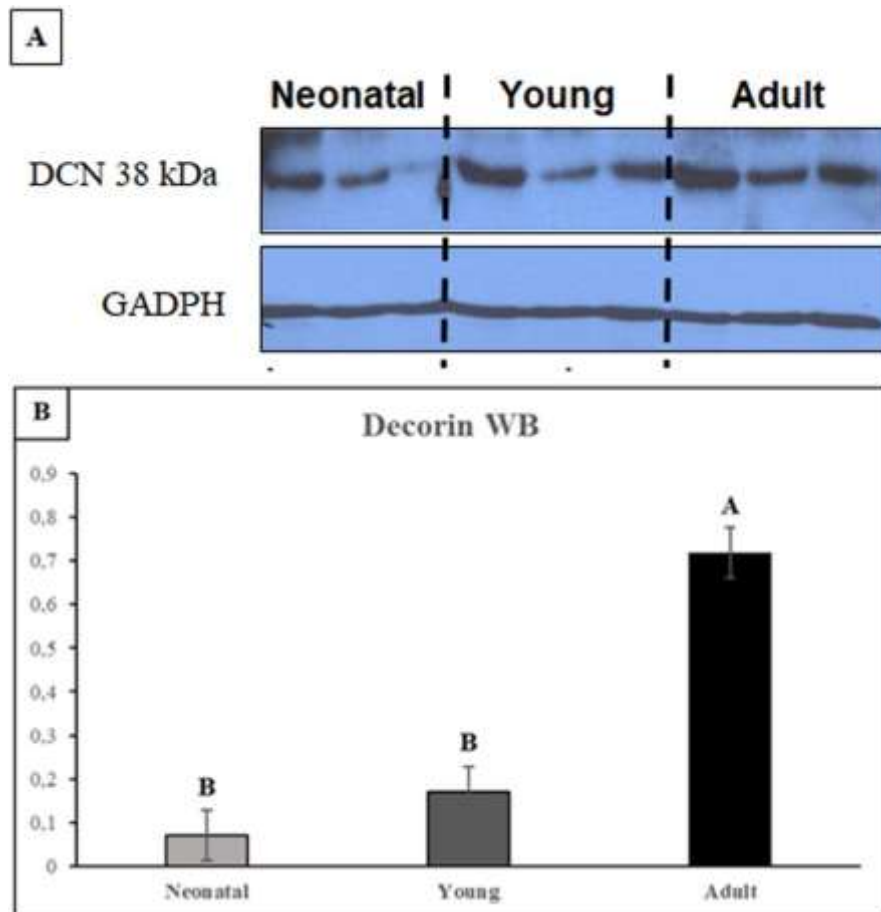 A
Neonatal Young Adult
DCN 38 kDa
GADPH
B
Decorin WB
0,9
0,8
0,7
0,6
0,5
0,4
0,3
0,2
0,1
0
B
B
A
Neonatal Young Adult